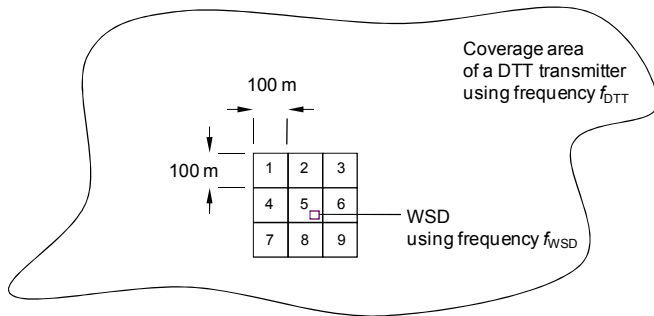 Coverage area
of a DTT transmitter
using frequency fDTT
100 m
100 m
1 2 3
4 5 6
7 8 9
WSD
using frequency fWSD